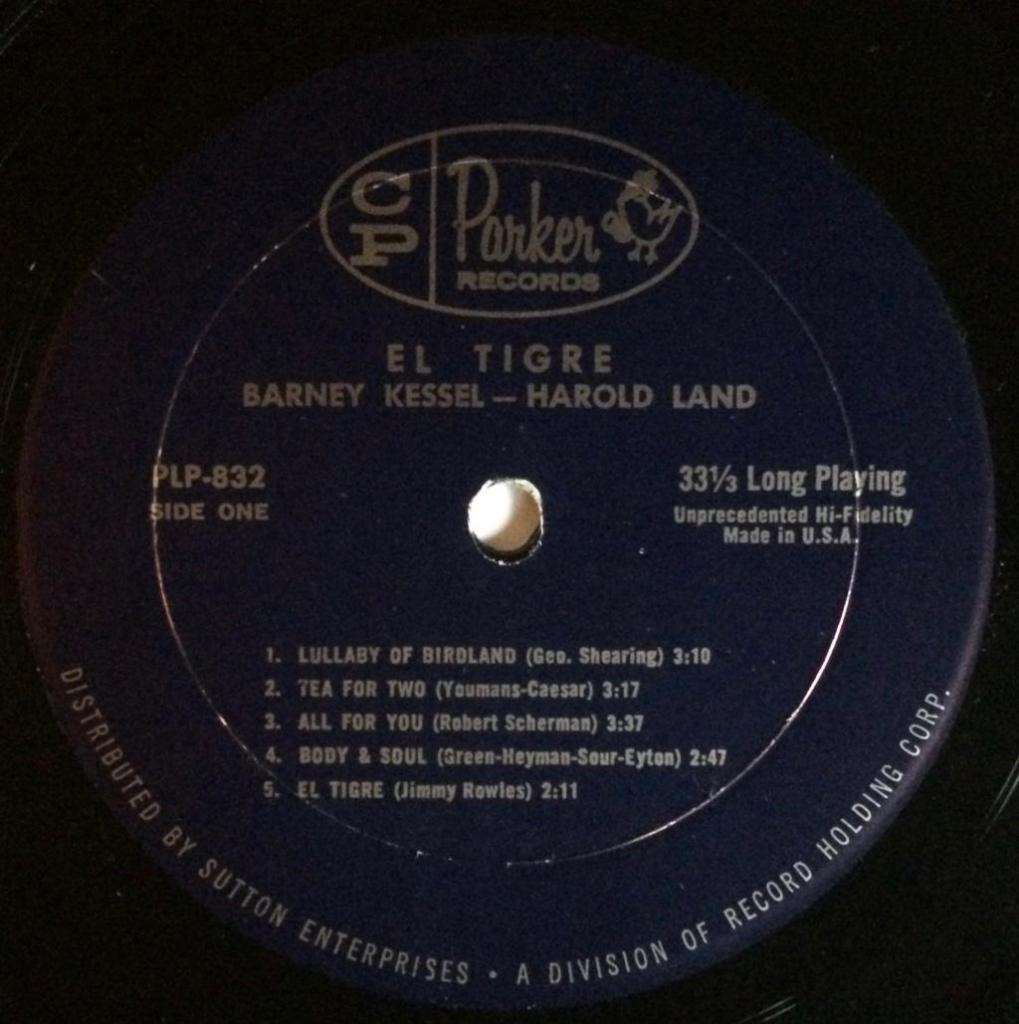 CP
Parker
RECORDS
EL TIGRE
BARNEY KESSEL — HAROLD LAND
PLP-832
SIDE ONE
33⅓ Long Playing
Unprecedented Hi-Fidelity
Made in U.S.A.
1. LULLABY OF BIRDLAND (Geo. Shearing) 3:10
2. TEA FOR TWO (Youmans-Caesar) 3:17
3. ALL FOR YOU (Robert Scherman) 3:37
4. BODY & SOUL (Green-Heyman-Sour-Eyton) 2:47
5. EL TIGRE (Jimmy Rowles) 2:11
DISTRIBUTED BY SUTTON ENTERPRISES • A DIVISION OF RECORD HOLDING CORP.